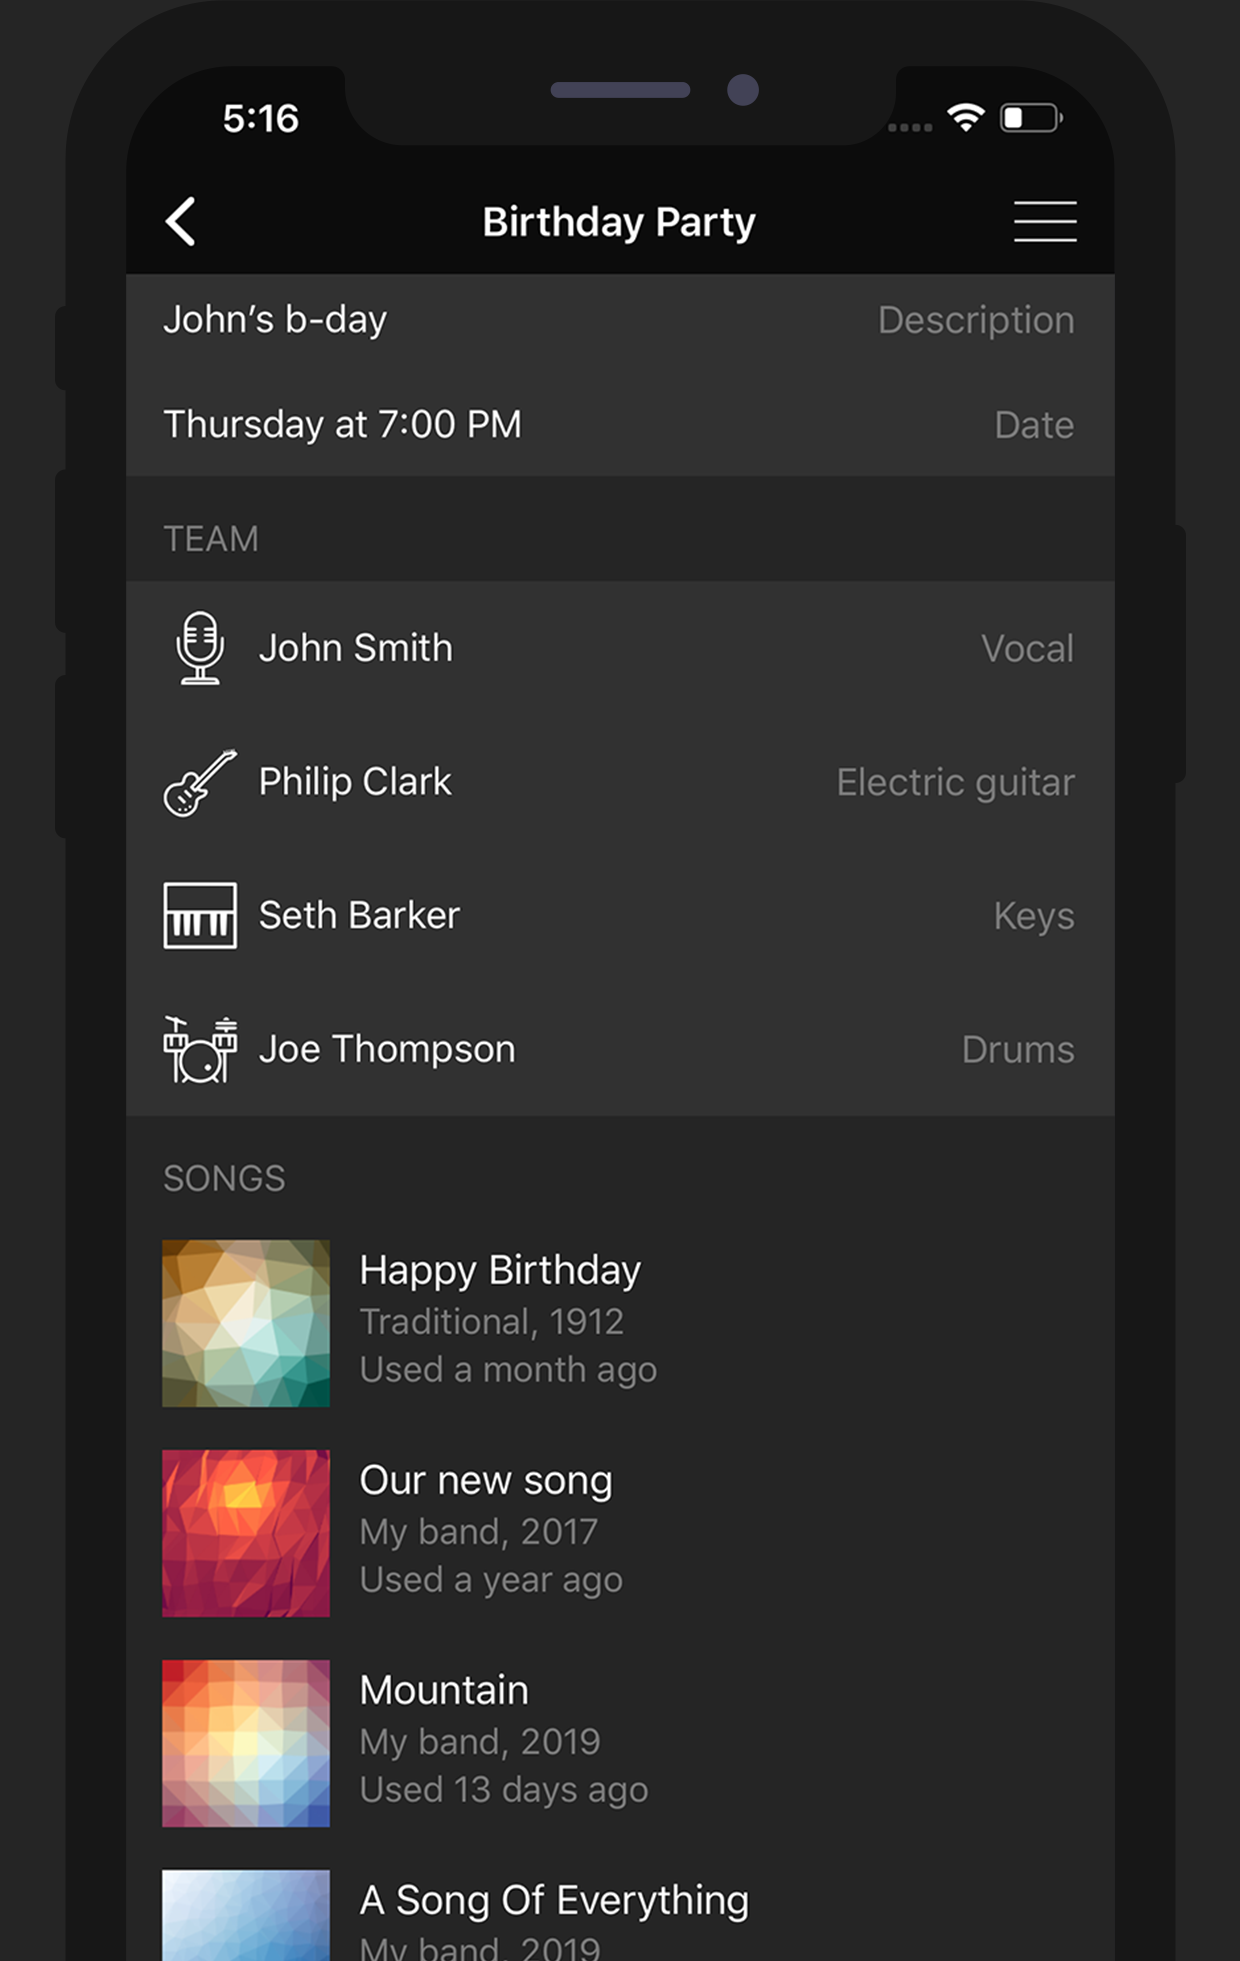 5:16
Birthday Party
John’s b-day Description
Thursday at 7:00 PM Date
TEAM
John Smith Vocal
Philip Clark Electric guitar
Seth Barker Keys
Joe Thompson Drums
SONGS
Happy Birthday
Traditional, 1912
Used a month ago
Our new song
My band, 2017
Used a year ago
Mountain
My band, 2019
Used 13 days ago
A Song Of Everything
My band, 2019